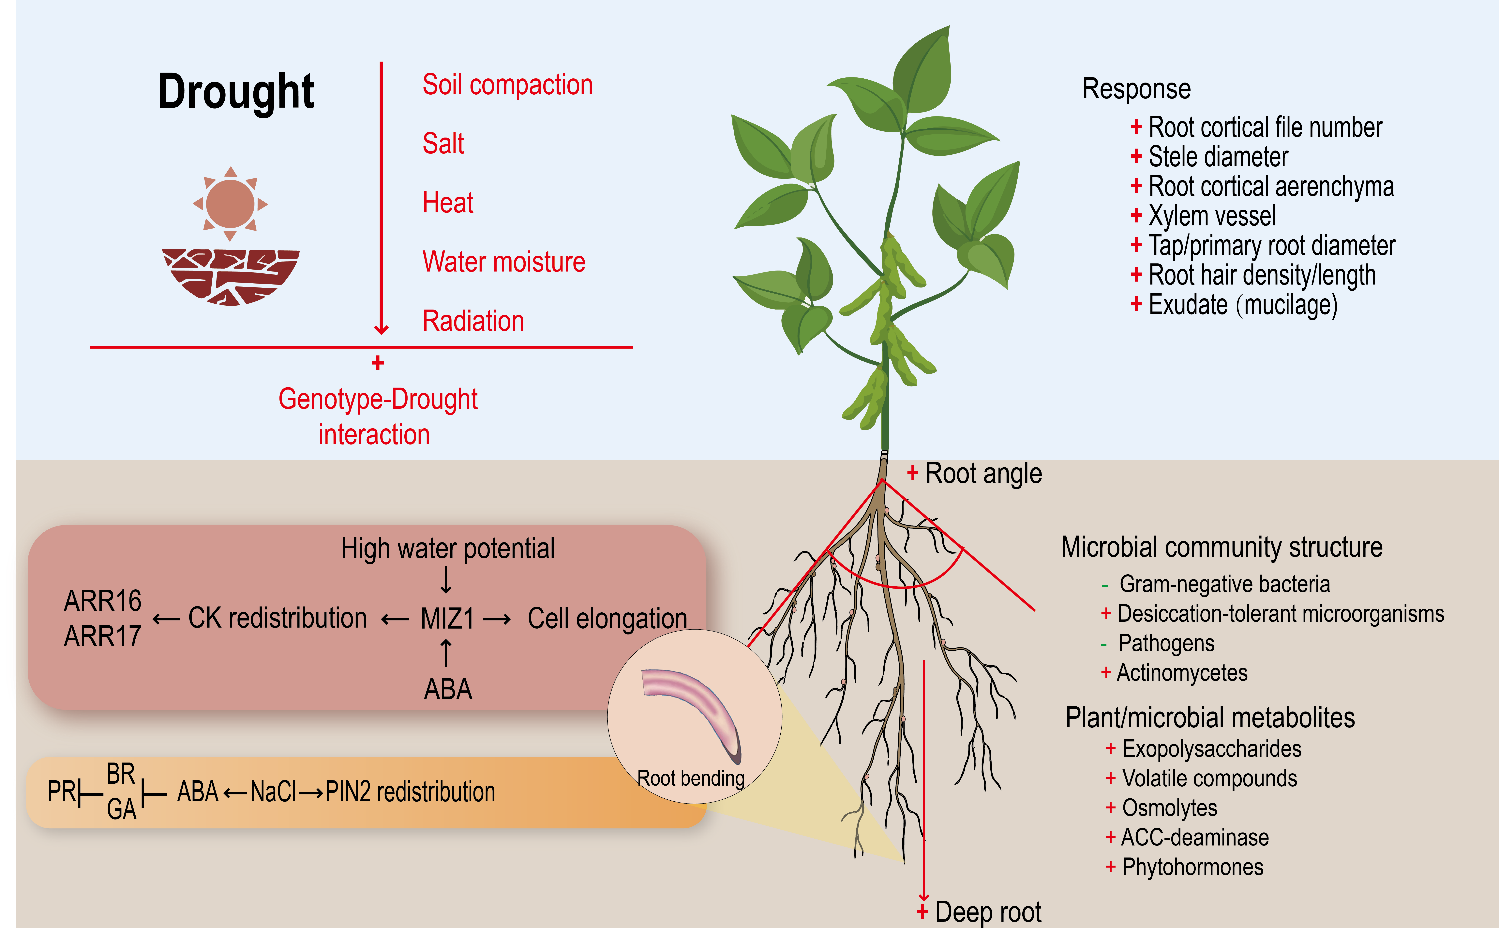 Drought
Soil compaction
Salt
Heat
Water moisture
Radiation
+
Genotype-Drought
interaction
Response
+ Root cortical file number
+ Stele diameter
+ Root cortical aerenchyma
+ Xylem vessel
+ Tap/primary root diameter
+ Root hair density/length
+ Exudate (mucilage)
+ Root angle
High water potential
↓
ARR16
ARR17
← CK redistribution ← MIZ1 → Cell elongation
↑
ABA
Root bending
BR
PR ABA ← NaCl → PIN2 redistribution
GA
Microbial community structure
- Gram-negative bacteria
+ Desiccation-tolerant microorganisms
- Pathogens
+ Actinomycetes
Plant/microbial metabolites
+ Exopolysaccharides
+ Volatile compounds
+ Osmolytes
+ ACC-deaminase
+ Phytohormones
+ Deep root